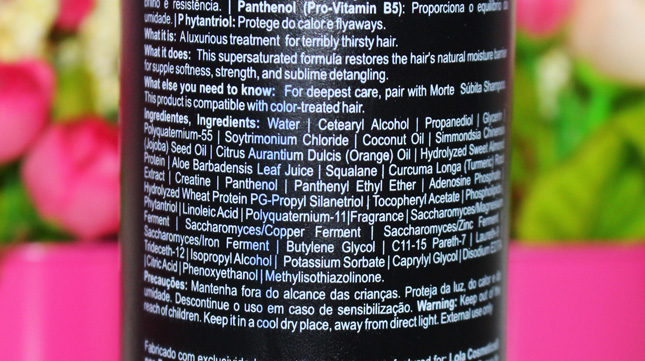 brilho e resistência. | Panthenol (Pro-Vitamin B5): Proporciona o equilíbrio da
umidade. | Phytantriol: Protege do calor e flyaways.
What it is: A luxurious treatment for terribly thirsty hair.
What it does: This supersaturated formula restores the hair's natural moisture barrier
for supple softness, strength, and sublime detangling.
What else you need to know: For deepest care, pair with Morte Súbita Shampoo.
This product is compatible with color-treated hair.
Ingredientes, Ingredients: Water | Cetearyl Alcohol | Propanediol | Glycerin |
Polyquaternium-55 | Soytrimonium Chloride | Coconut Oil | Simmondsia Chinensis
(Jojoba) Seed Oil | Citrus Aurantium Dulcis (Orange) Oil | Hydrolyzed Sweet Almond
Protein | Aloe Barbadensis Leaf Juice | Squalane | Curcuma Longa (Turmeric) Root
Extract | Creatine | Panthenol | Panthenyl Ethyl Ether | Adenosine Phosphate |
Hydrolyzed Wheat Protein PG-Propyl Silanetriol | Tocopheryl Acetate | Phospholipids
Phytantriol | Linoleic Acid | Polyquaternium-11 | Fragrance | Saccharomyces/Magnesium
Ferment | Saccharomyces/Copper Ferment | Saccharomyces/Zinc Ferment
Saccharomyces/Iron Ferment | Butylene Glycol | C11-15 Pareth-7 | Laureth-9
Trideceth-12 | Isopropyl Alcohol | Potassium Sorbate | Caprylyl Glycol | Disodium EDTA
| Citric Acid | Phenoxyethanol | Methylisothiazolinone.
Precauções: Mantenha fora do alcance das crianças. Proteja da luz, do calor e da
umidade. Descontinue o uso em caso de sensibilização. Warning: Keep out of the
reach of children. Keep it in a cool dry place, away from direct light. External use only
Fabricado com exclusividade for: Lola Cosmetics